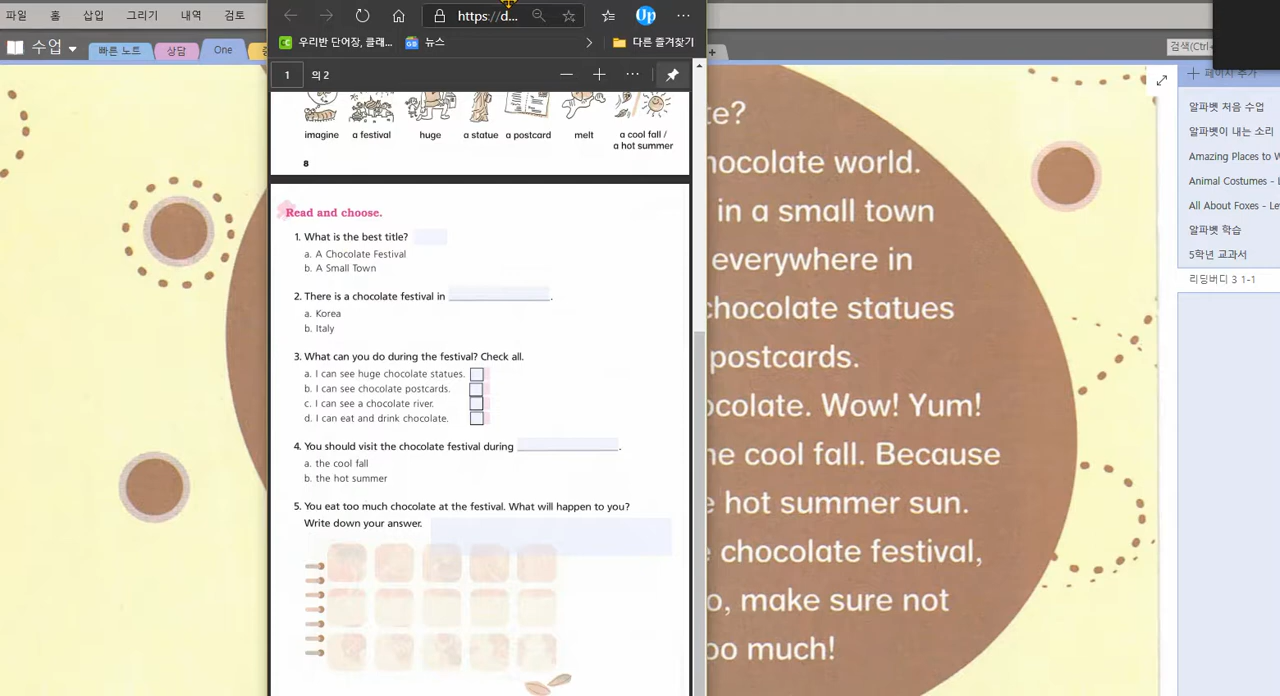 파일 홈 삽입 그리기 내역 검토
수업
빠른 노트 상담 One
https://d...
우리반 단어장, 클래... 뉴스 다른 즐겨찾기
1 의 2
imagine a festival huge a statue a postcard melt a cool fall /
a hot summer
8
Read and choose.
1. What is the best title?
a. A Chocolate Festival
b. A Small Town
2. There is a chocolate festival in ____.
a. Korea
b. Italy
3. What can you do during the festival? Check all.
a. I can see huge chocolate statues.
b. I can see chocolate postcards.
c. I can see a chocolate river.
d. I can eat and drink chocolate.
4. You should visit the chocolate festival during ____.
a. the cool fall
b. the hot summer
5. You eat too much chocolate at the festival. What will happen to you?
Write down your answer.
te?
hocolate world.
in a small town
everywhere in
chocolate statues
postcards.
ocolate. Wow! Yum!
ne cool fall. Because
e hot summer sun.
chocolate festival,
o, make sure not
oo much!
검색(Ctrl+
페이지 추가
알파벳 저음 수업
알파벳이 내는 소리
Amazing Places to W
Animal Costumes - L
All About Foxes - Le
알파벳 학습
5학년 교과서
리딩버디 3 1-1